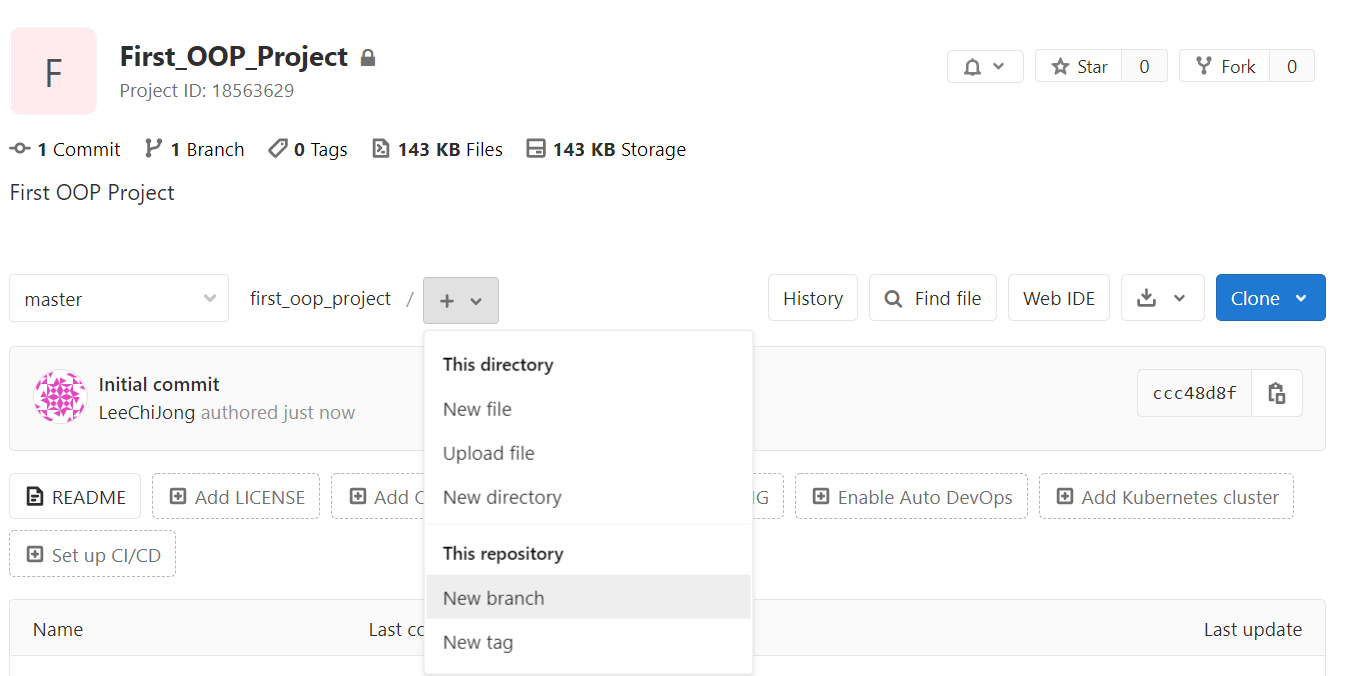 F
First_OOP_Project
Project ID: 18563629
Star 0
Fork 0
1 Commit 1 Branch 0 Tags 143 KB Files 143 KB Storage
First OOP Project
master
first_oop_project / +
History Find file Web IDE Clone
This directory
New file
Upload file
New directory
This repository
New branch
New tag
Initial commit
LeeChiJong authored just now
ccc48d8f
README Add LICENSE Add Enable Auto DevOps Add Kubernetes cluster
Set up CI/CD
Name Last Last update